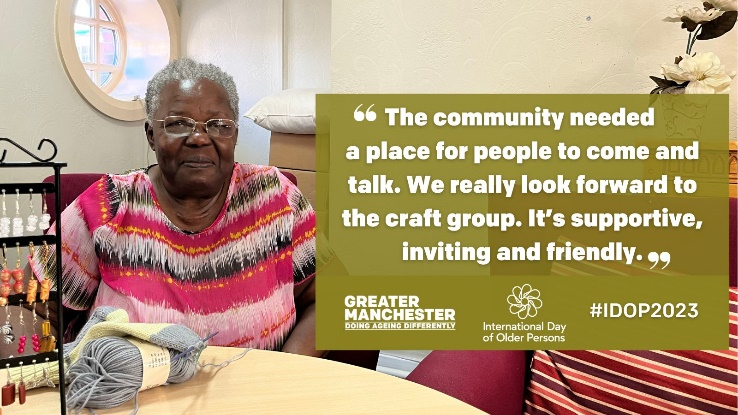 “ The community needed
a place for people to come and
talk. We really look forward to
the craft group. It’s supportive,
inviting and friendly. ”
GREATER
MANCHESTER
DOING AGEING DIFFERENTLY
International Day
of Older Persons
#IDOP2023